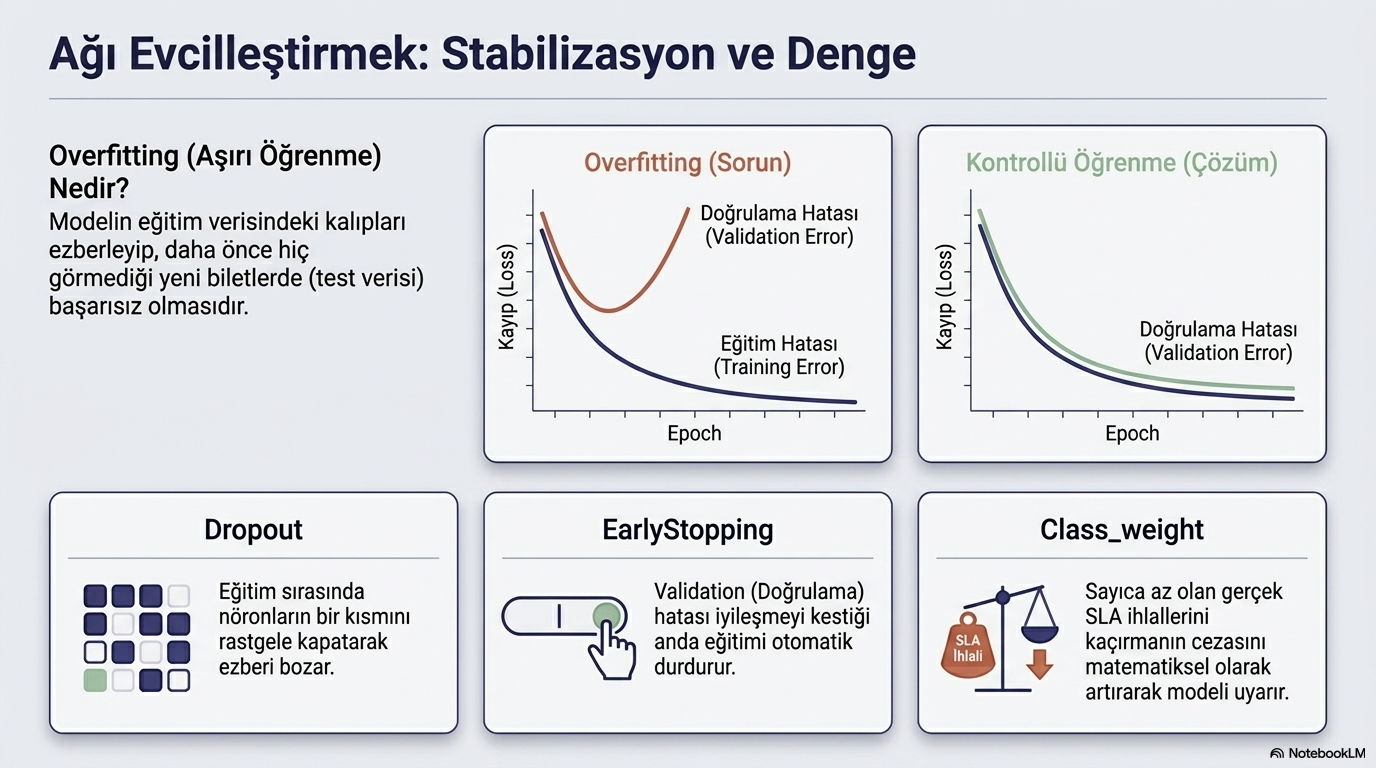 Ağı Evcilleştirmek: Stabilizasyon ve Denge
Overfitting (Aşırı Öğrenme)
Nedir?
Modelin eğitim verisindeki kalıpları
ezberleyip, daha önce hiç
görmediği yeni biletlerde (test verisi)
başarısız olmasıdır.
Overfitting (Sorun)
Kayıp (Loss)
Doğrulama Hatası
(Validation Error)
Eğitim Hatası
(Training Error)
Epoch
Kontrollü Öğrenme (Çözüm)
Kayıp (Loss)
Doğrulama Hatası
(Validation Error)
Epoch
Dropout
Eğitim sırasında
nöronların bir kısmını
rastgele kapatarak
ezberi bozar.
EarlyStopping
Validation (Doğrulama)
hatası iyileşmeyi kestiği
anda eğitimi otomatik
durdurur.
Class_weight
SLA
İhlali
Sayıca az olan gerçek
SLA ihlallerini
kaçırmanın cezasını
matematiksel olarak
artırarak modeli uyarır.
NotebookLM